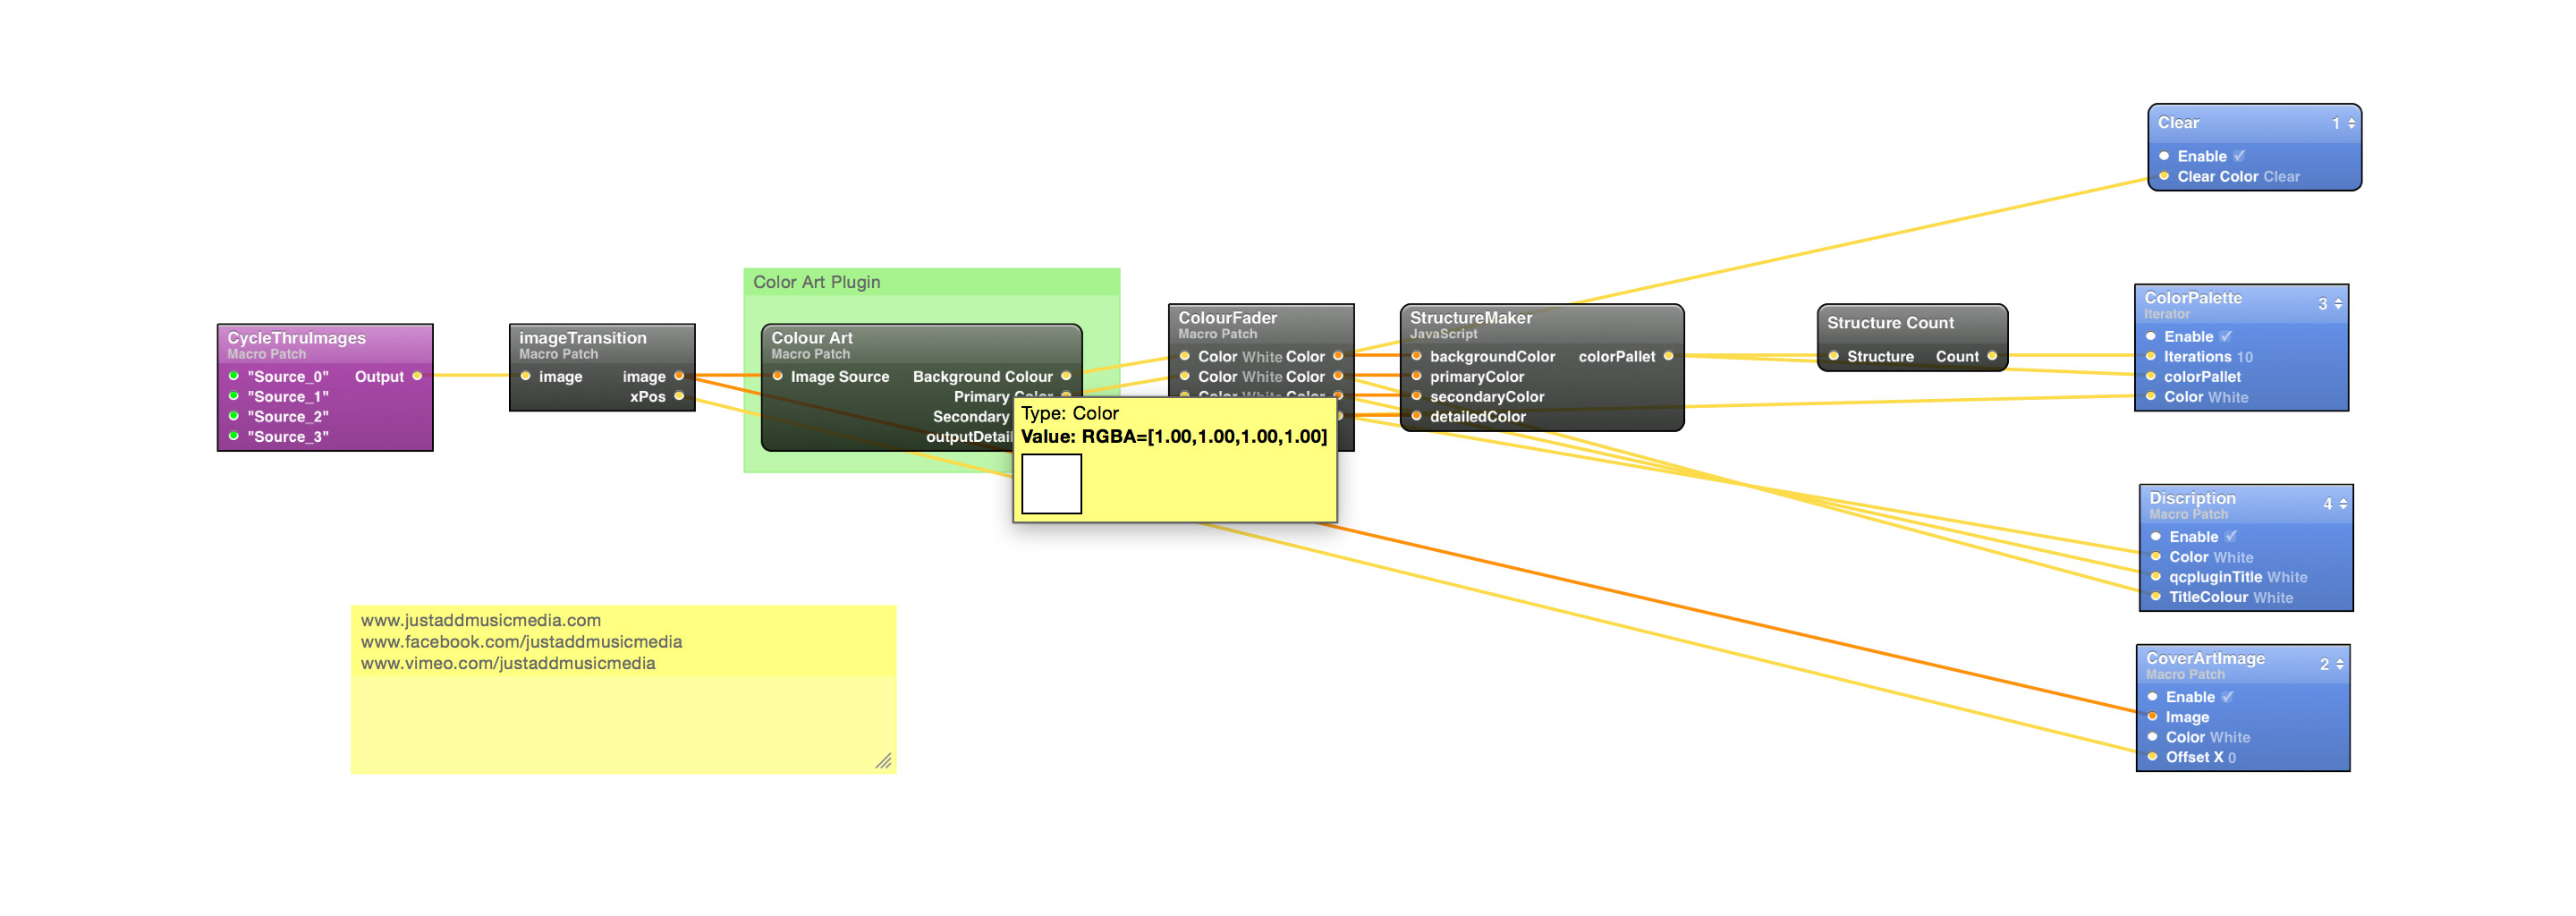 Clear 1
Enable
Clear Color Clear
Color Art Plugin
CycleThruImages
Macro Patch
"Source_0" Output
"Source_1"
"Source_2"
"Source_3"
imageTransition
Macro Patch
image image
xPos
Colour Art
Macro Patch
Image Source Background Colour
Primary Color
Secondary
Type: Color
Value: RGBA=[1.00,1.00,1.00,1.00]
ColourFader
Macro Patch
Color White Color
Color White Color
Color White Color
StructureMaker
JavaScript
backgroundColor colorPallet
primaryColor
secondaryColor
detailedColor
Structure Count
Structure Count
ColorPalette 3
Iterator
Enable
Iterations 10
colorPallet
Color White
Discription 4
Macro Patch
Enable
Color White
qcpluginTitle White
TitleColour White
CoverArtImage 2
Macro Patch
Enable
Image
Color White
Offset X 0
www.justaddmusicmedia.com
www.facebook.com/justaddmusicmedia
www.vimeo.com/justaddmusicmedia